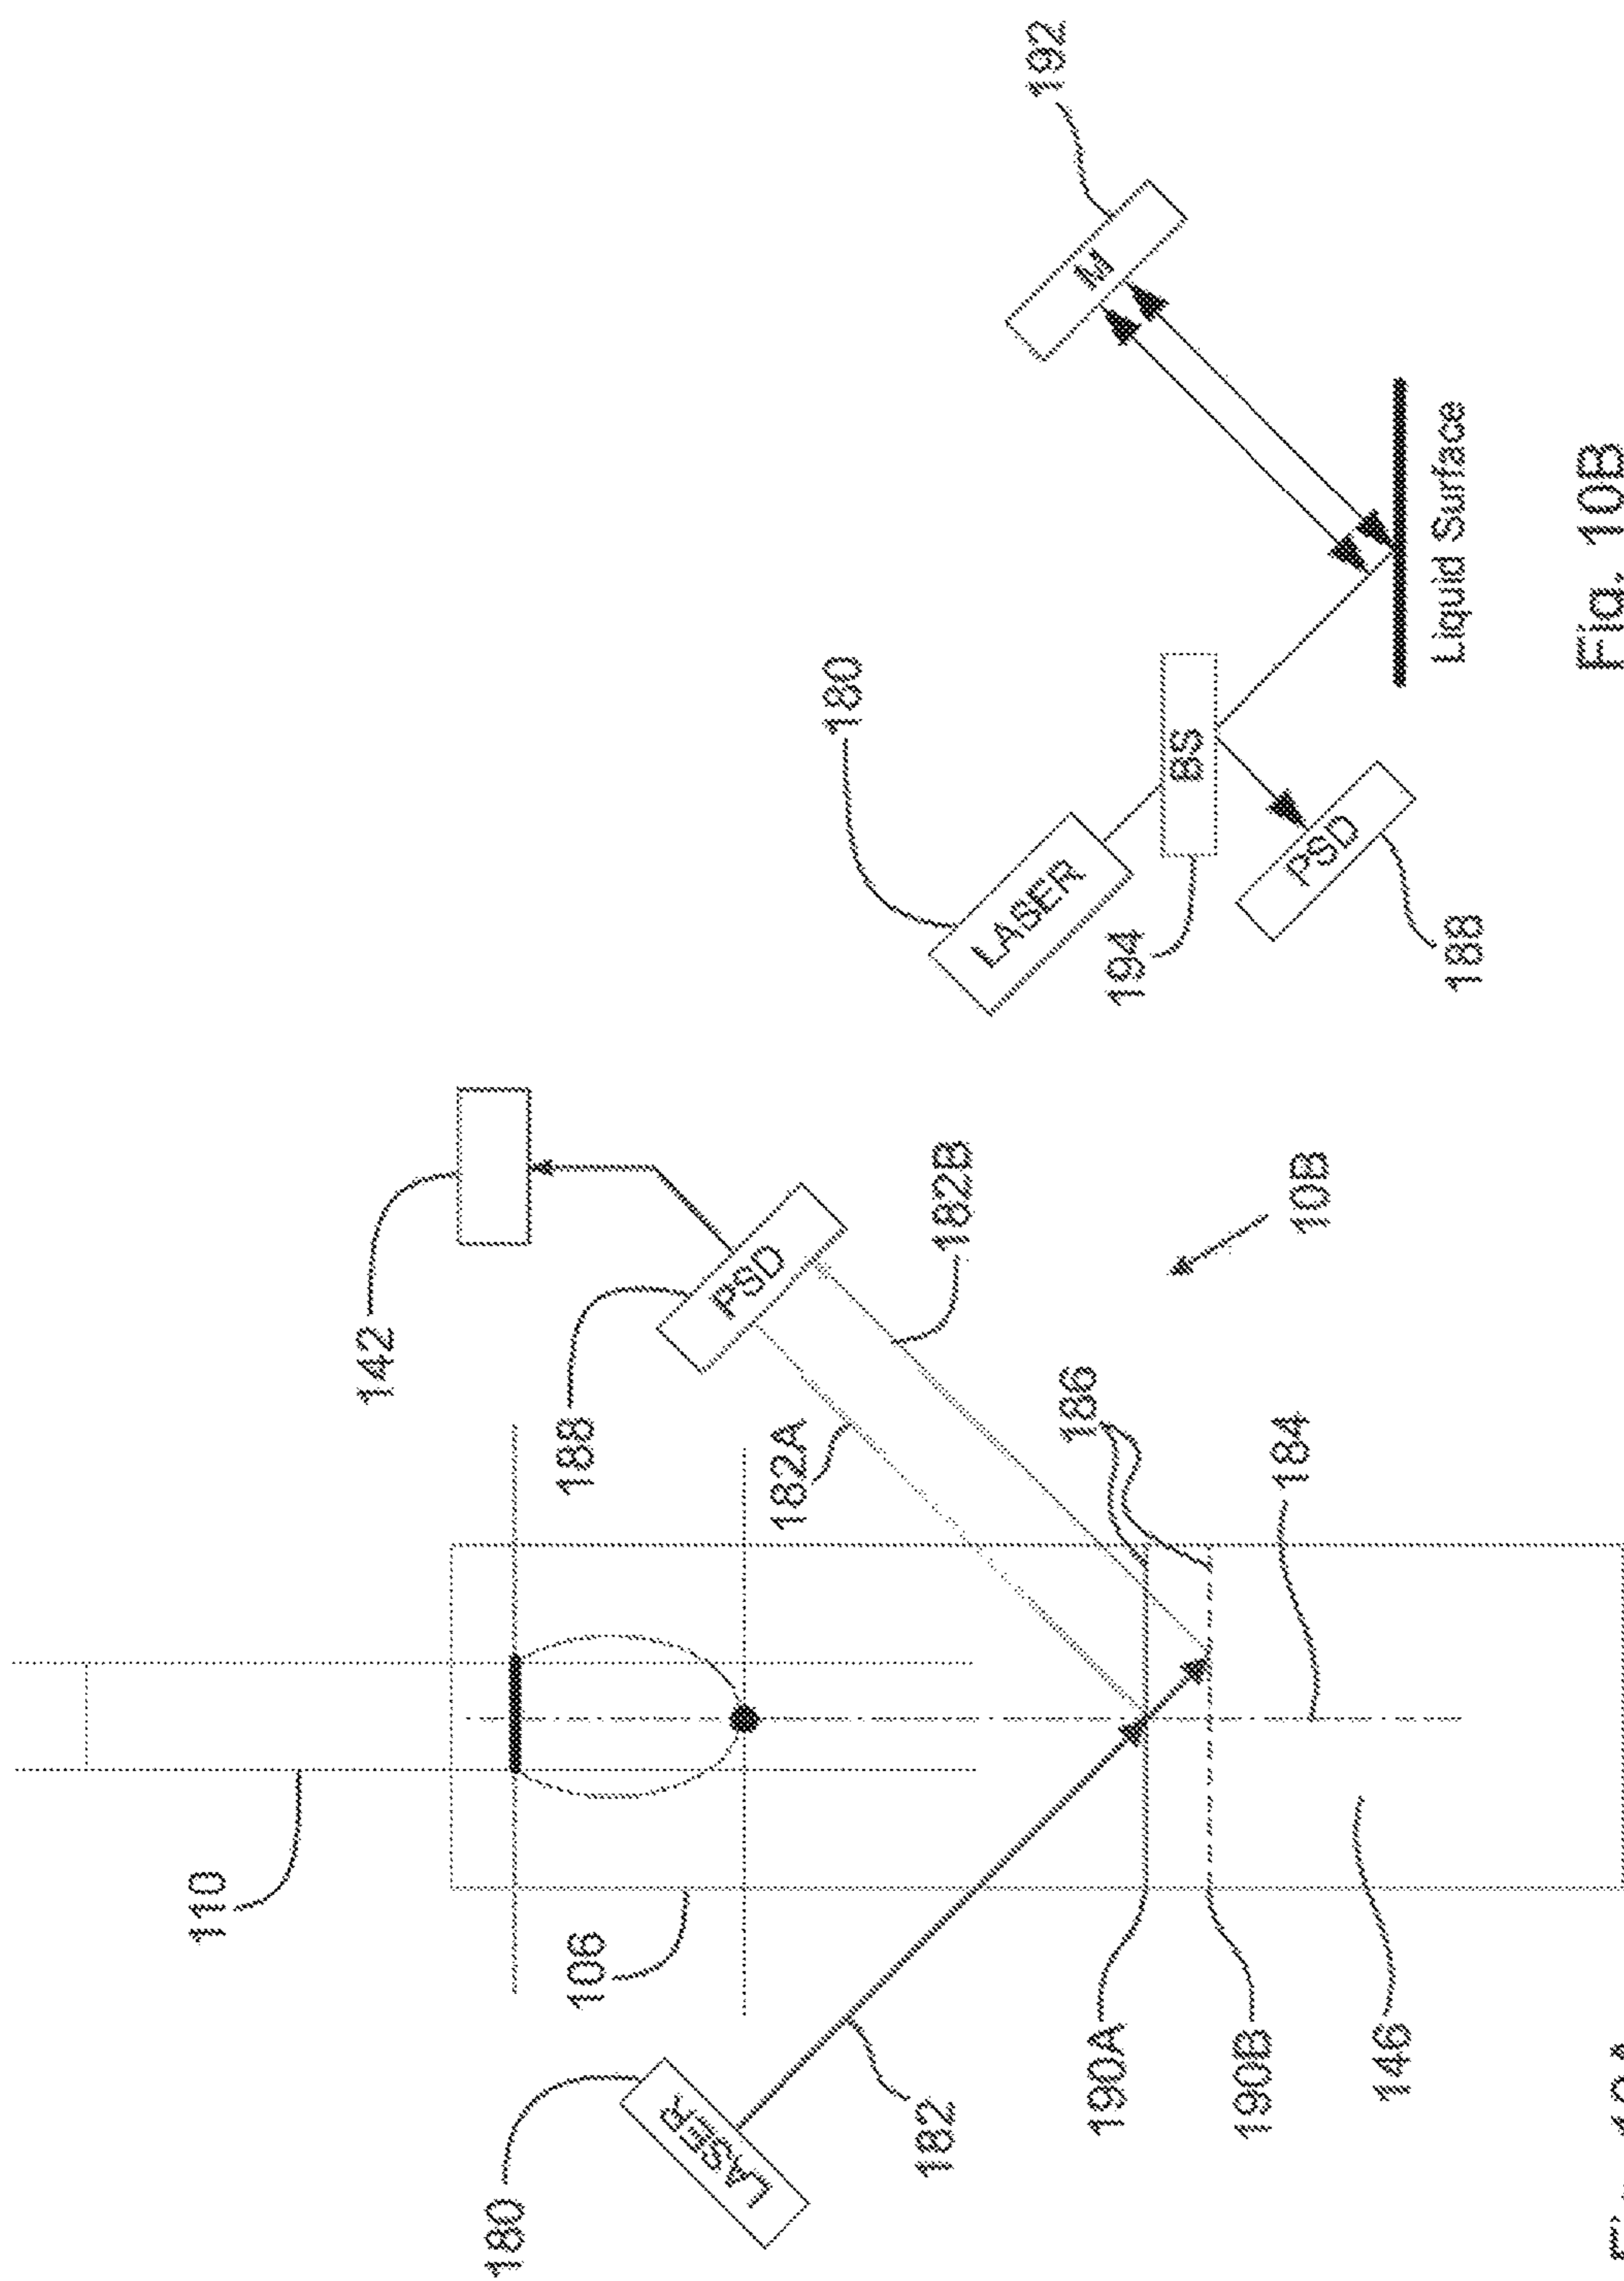 110
142
180
188
106
LASER
PSD
182A
182
182B
186
190A
190B
184
10B
146
192
M
180
LASER
194
BS
PSD
188
Liquid Surface
Fig. 10B